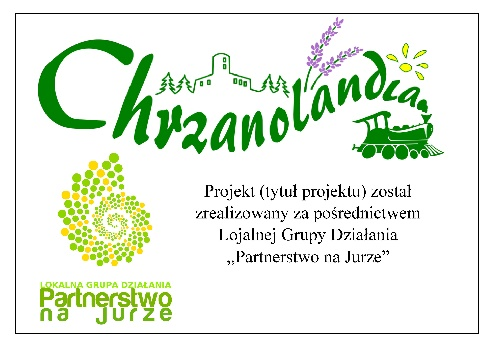 Chrzanolandia
Projekt (tytuł projektu) został
zrealizowany za pośrednictwem
Lojalnej Grupy Działania
„Partnerstwo na Jurze”
LOKALNA GRUPA DZIAŁANIA
Partnerstwo
na Jurze